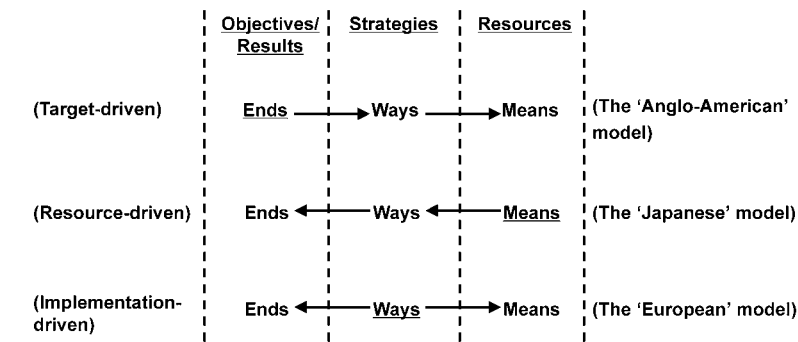 Objectives/ Strategies Resources
Results
(Target-driven) Ends Ways Means (The ‘Anglo-American’
model)
(Resource-driven) Ends Ways Means (The ‘Japanese’ model)
(Implementation-
driven) Ends Ways Means (The ‘European’ model)